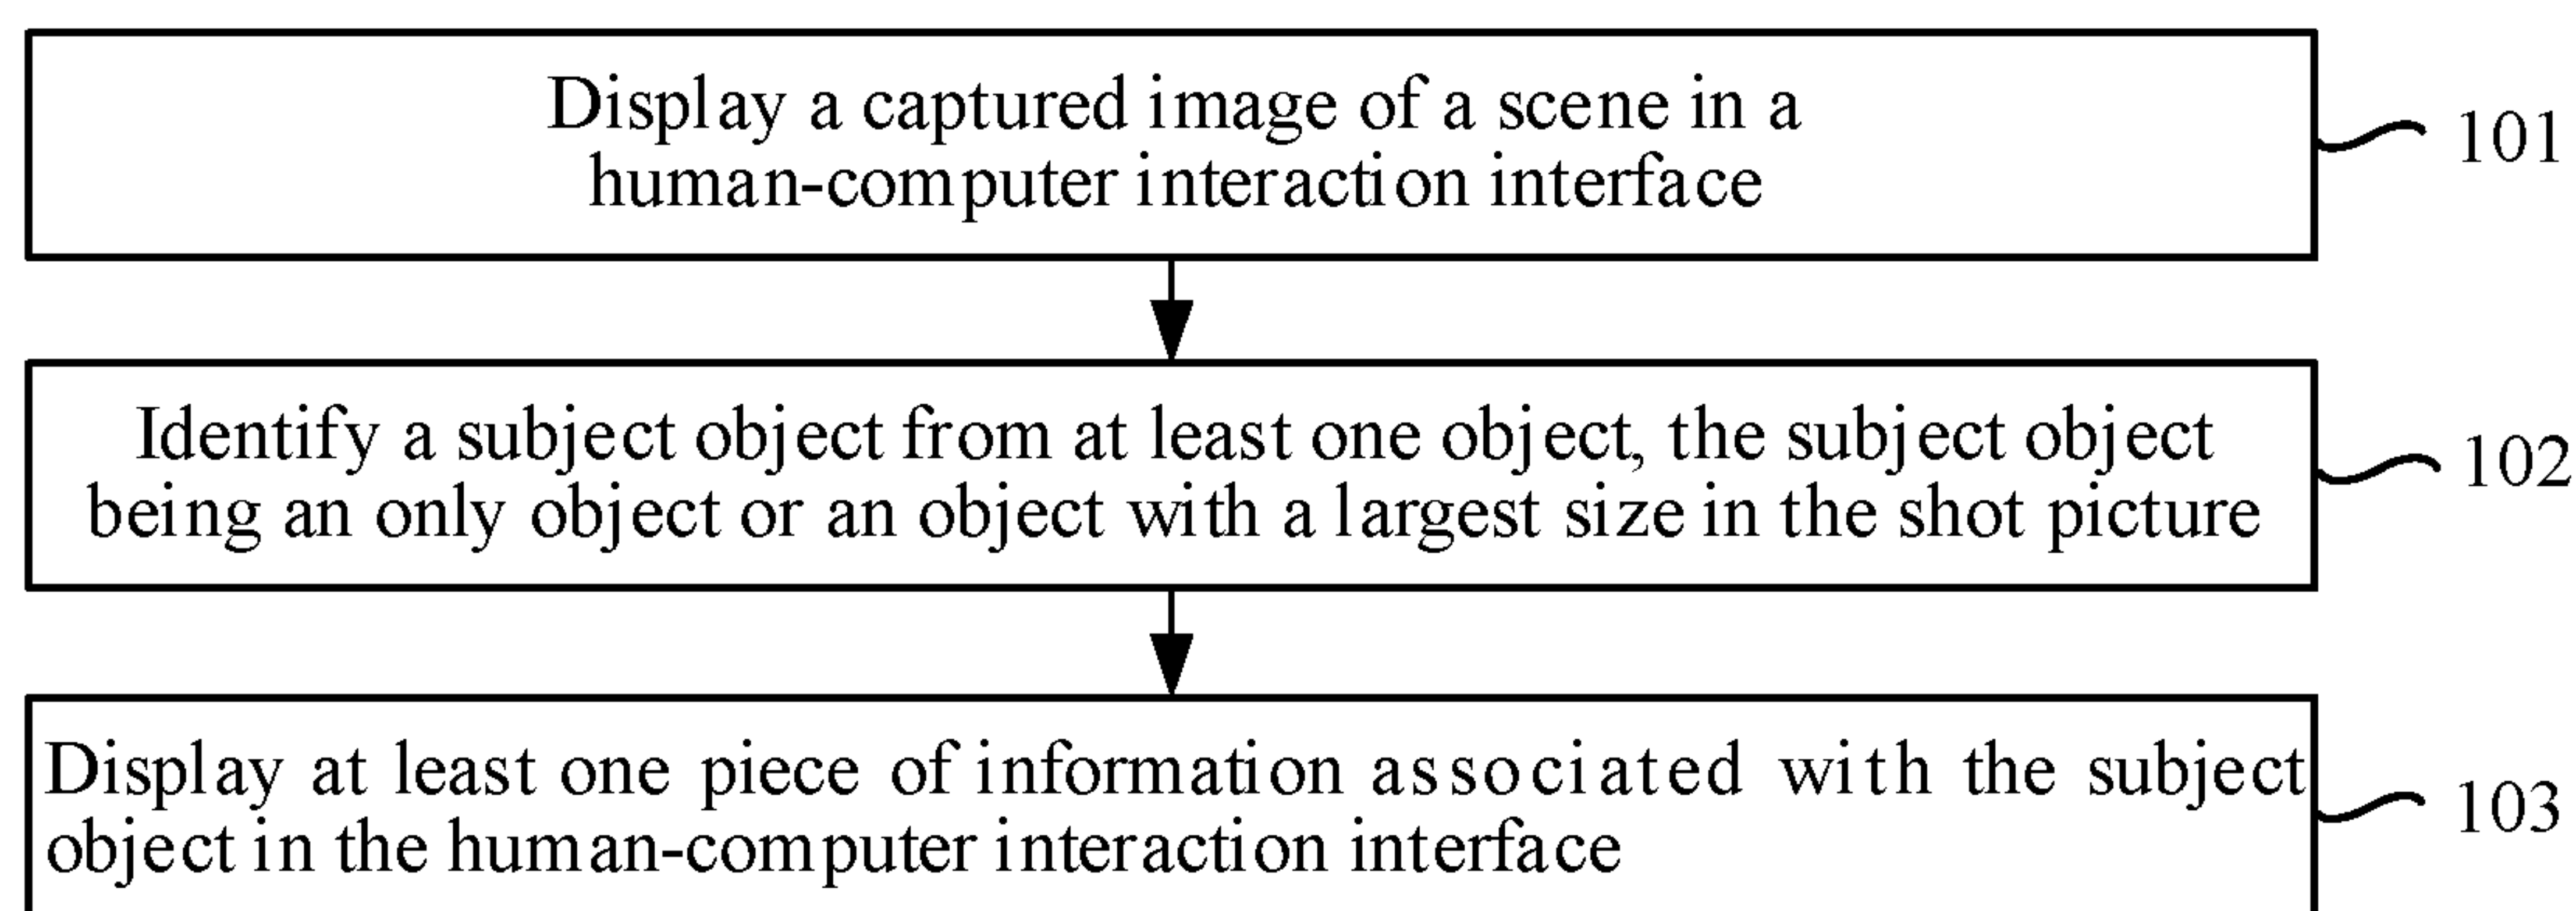 Display a captured image of a scene in a
human-computer interaction interface
101
Identify a subject object from at least one object, the subject object
being an only object or an object with a largest size in the shot picture
102
Display at least one piece of information associated with the subject
object in the human-computer interaction interface
103